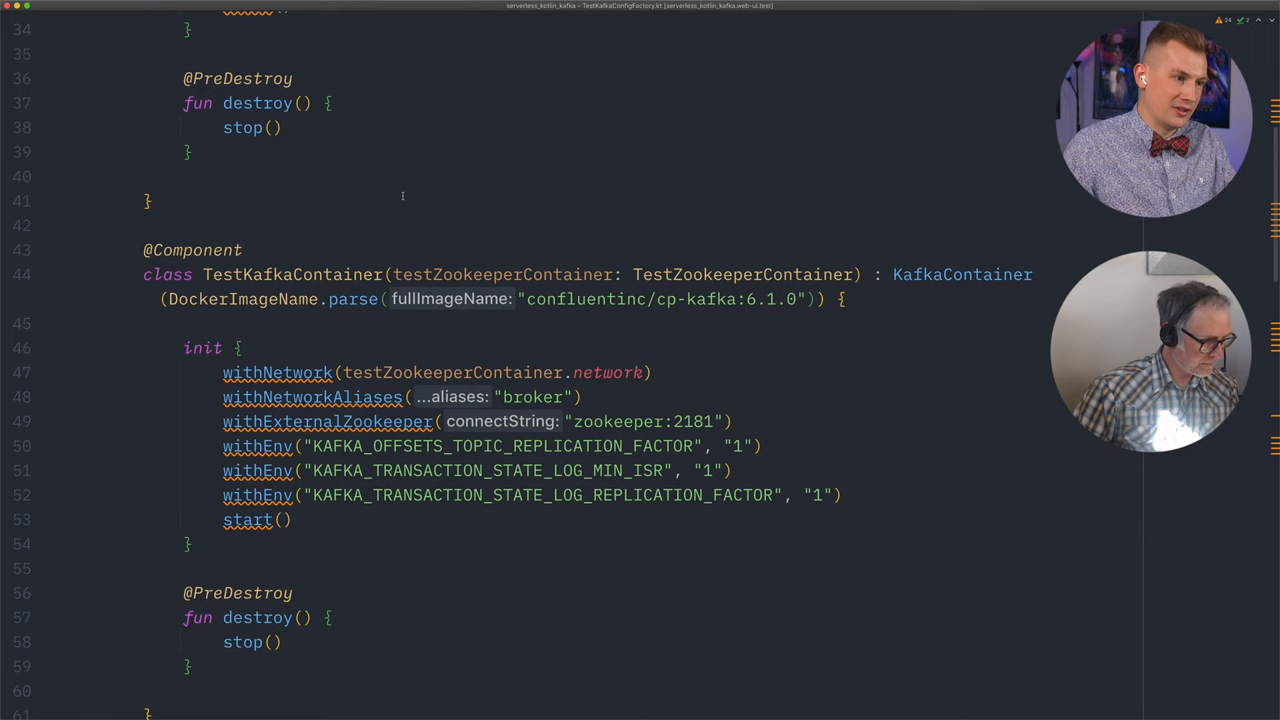 serverless_kotlin_kafka – TestKafkaConfigFactory.kt [serverless_kotlin_kafka.web-ui.test]
24 2
34 }
35
36 @PreDestroy
37 fun destroy() {
38 stop()
39 }
40
41 }
42
43 @Component
44 class TestKafkaContainer(testZookeeperContainer: TestZookeeperContainer) : KafkaContainer
(DockerImageName.parse( fullImageName: "confluentinc/cp-kafka:6.1.0")) {
45
46 init {
47 withNetwork(testZookeeperContainer.network)
48 withNetworkAliases( ...aliases: "broker")
49 withExternalZookeeper( connectString: "zookeeper:2181")
50 withEnv("KAFKA_OFFSETS_TOPIC_REPLICATION_FACTOR", "1")
51 withEnv("KAFKA_TRANSACTION_STATE_LOG_MIN_ISR", "1")
52 withEnv("KAFKA_TRANSACTION_STATE_LOG_REPLICATION_FACTOR", "1")
53 start()
54 }
55
56 @PreDestroy
57 fun destroy() {
58 stop()
59 }
60
61 }